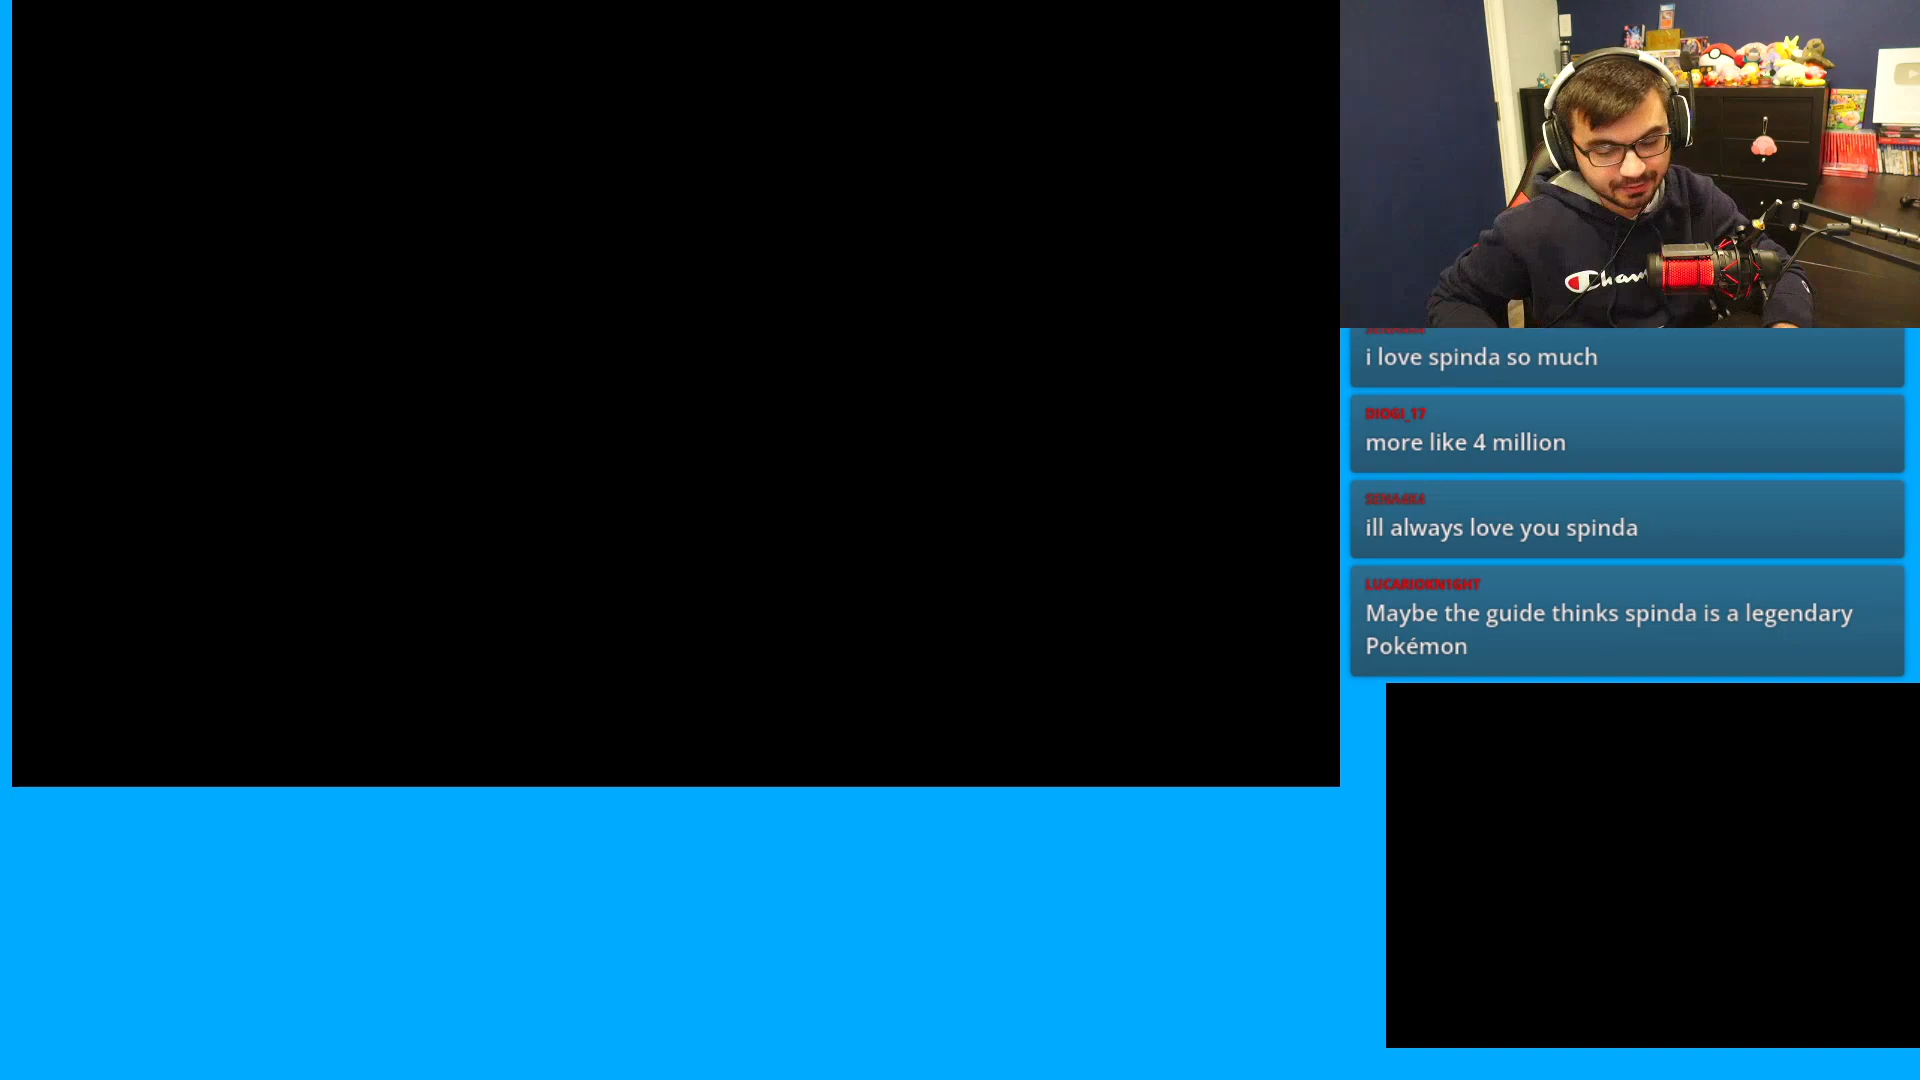 Cham
i love spinda so much
DIOGI_17
more like 4 million
ill always love you spinda
LUCARIOKN1GHT
Maybe the guide thinks spinda is a legendary
Pokémon